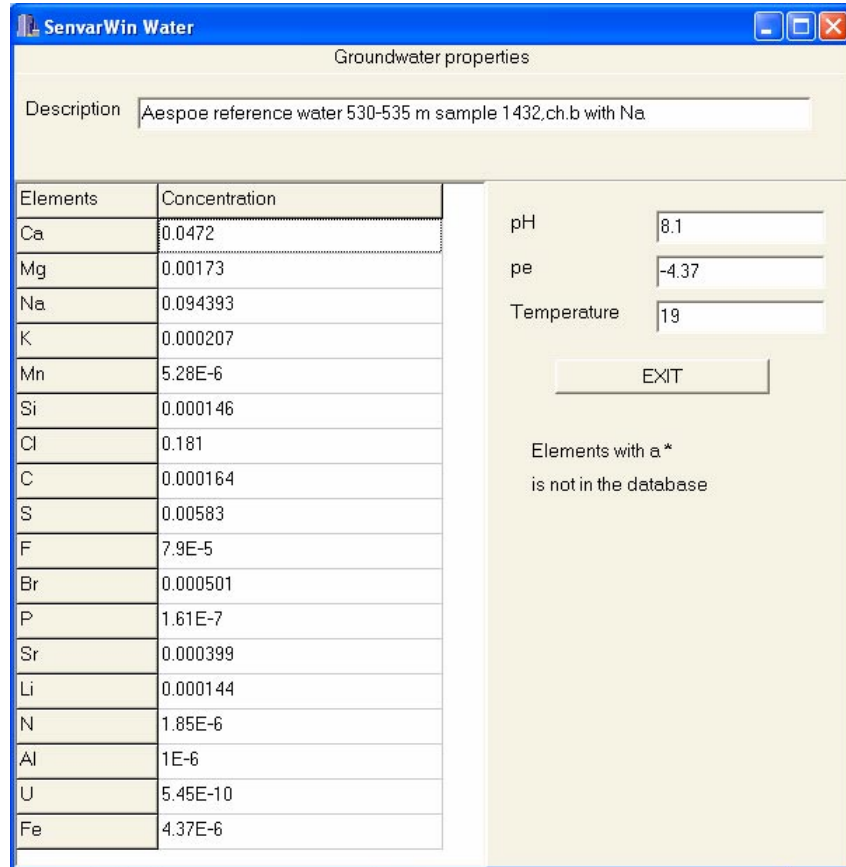 SenvarWin Water
Groundwater properties
Description Aespoe reference water 530-535 m sample 1432,ch.b with Na
Elements Concentration
Ca 0.0472
Mg 0.00173
Na 0.094393
K 0.000207
Mn 5.28E-6
Si 0.000146
Cl 0.181
C 0.000164
S 0.00583
F 7.9E-5
Br 0.000501
P 1.61E-7
Sr 0.000399
Li 0.000144
N 1.85E-6
Al 1E-6
U 5.45E-10
Fe 4.37E-6
pH 8.1
pe -4.37
Temperature 19
EXIT
Elements with a *
is not in the database